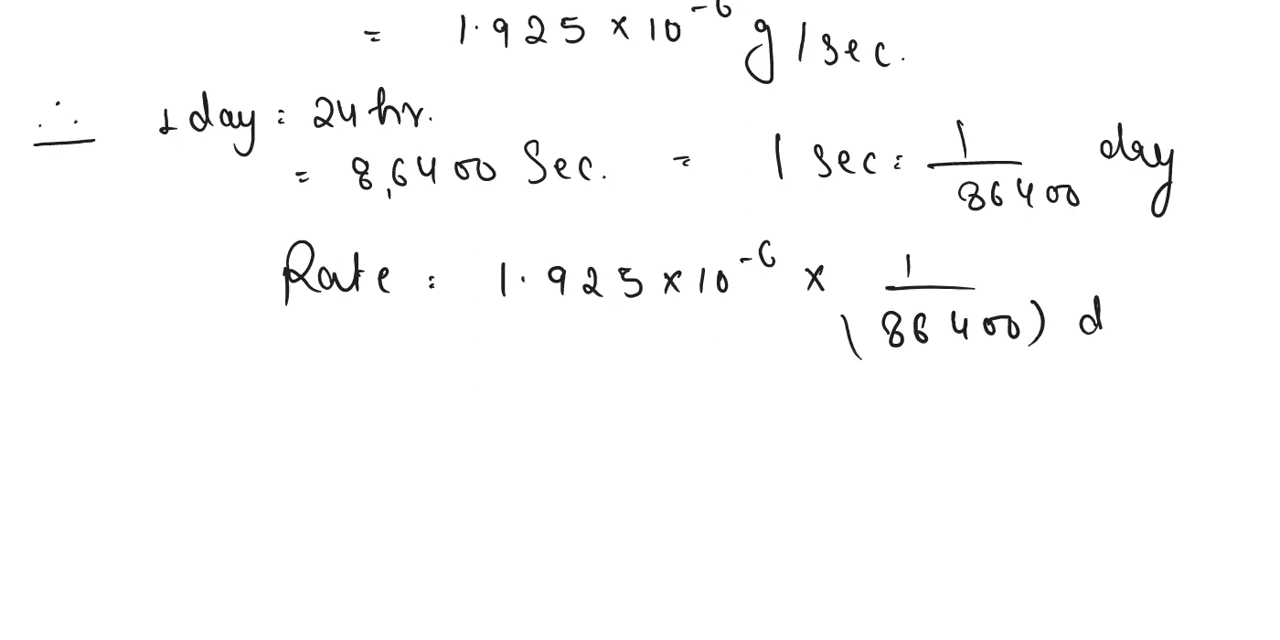 = 1.925 × 10⁻⁶ g/sec.
∴ 1 day = 24 hr.
= 8,6400 Sec. = 1 sec = 1/86400 day
Rate = 1.925 × 10⁻⁶ × 1/(86400) d